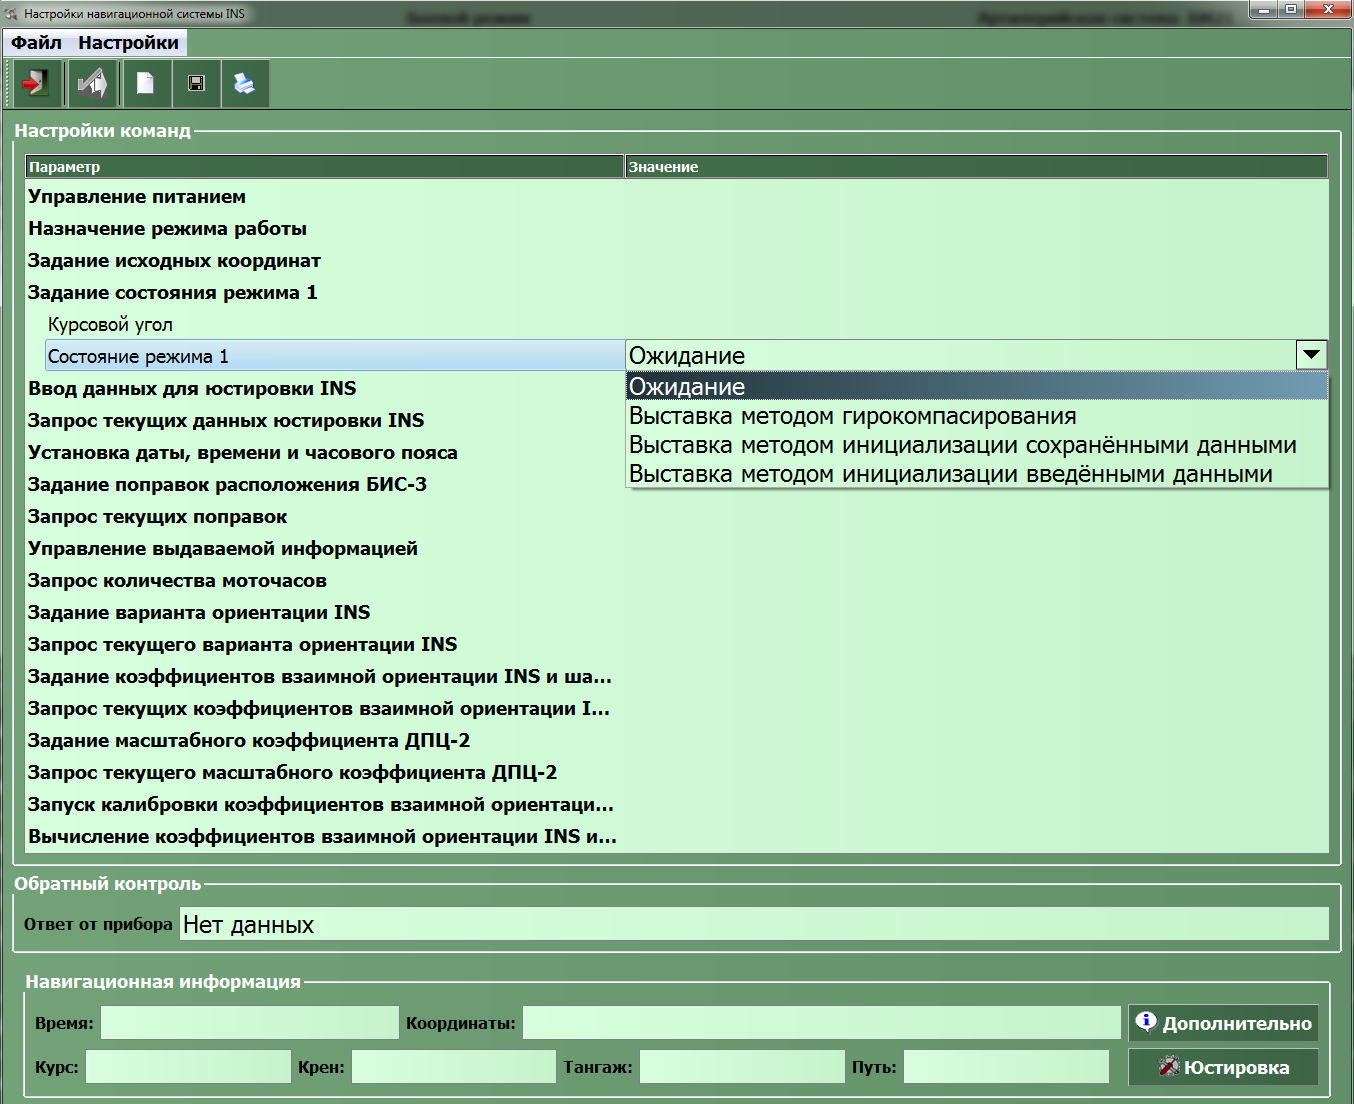 Настройки навигационной системы INS
Файл Настройки
Настройки команд
Параметр Значение
Управление питанием
Назначение режима работы
Задание исходных координат
Задание состояния режима 1
Курсовой угол
Состояние режима 1 Ожидание
Ожидание
Ввод данных для юстировки INS
Выставка методом гирокомпасирования
Запрос текущих данных юстировки INS
Выставка методом инициализации сохранёнными данными
Установка даты, времени и часового пояса
Выставка методом инициализации введёнными данными
Задание поправок расположения БИС-3
Запрос текущих поправок
Управление выдаваемой информацией
Запрос количества моточасов
Задание варианта ориентации INS
Запрос текущего варианта ориентации INS
Задание коэффициентов взаимной ориентации INS и ша...
Запрос текущих коэффициентов взаимной ориентации I...
Задание масштабного коэффициента ДПЦ-2
Запрос текущего масштабного коэффициента ДПЦ-2
Запуск калибровки коэффициентов взаимной ориентаци...
Вычисление коэффициентов взаимной ориентации INS и...
Обратный контроль
Ответ от прибора Нет данных
Навигационная информация
Время: Координаты: Дополнительно
Курс: Крен: Тангаж: Путь: Юстировка